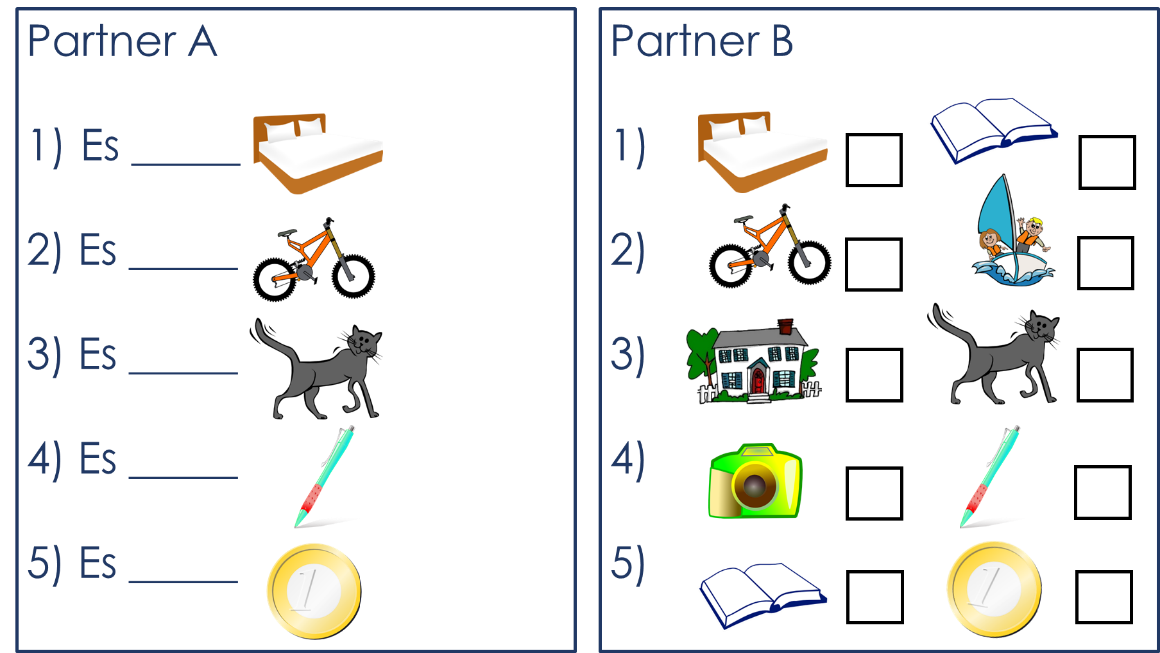 Partner A
1) Es ______
2) Es ______
3) Es ______
4) Es ______
5) Es ______
Partner B
1)
2)
3)
4)
5)